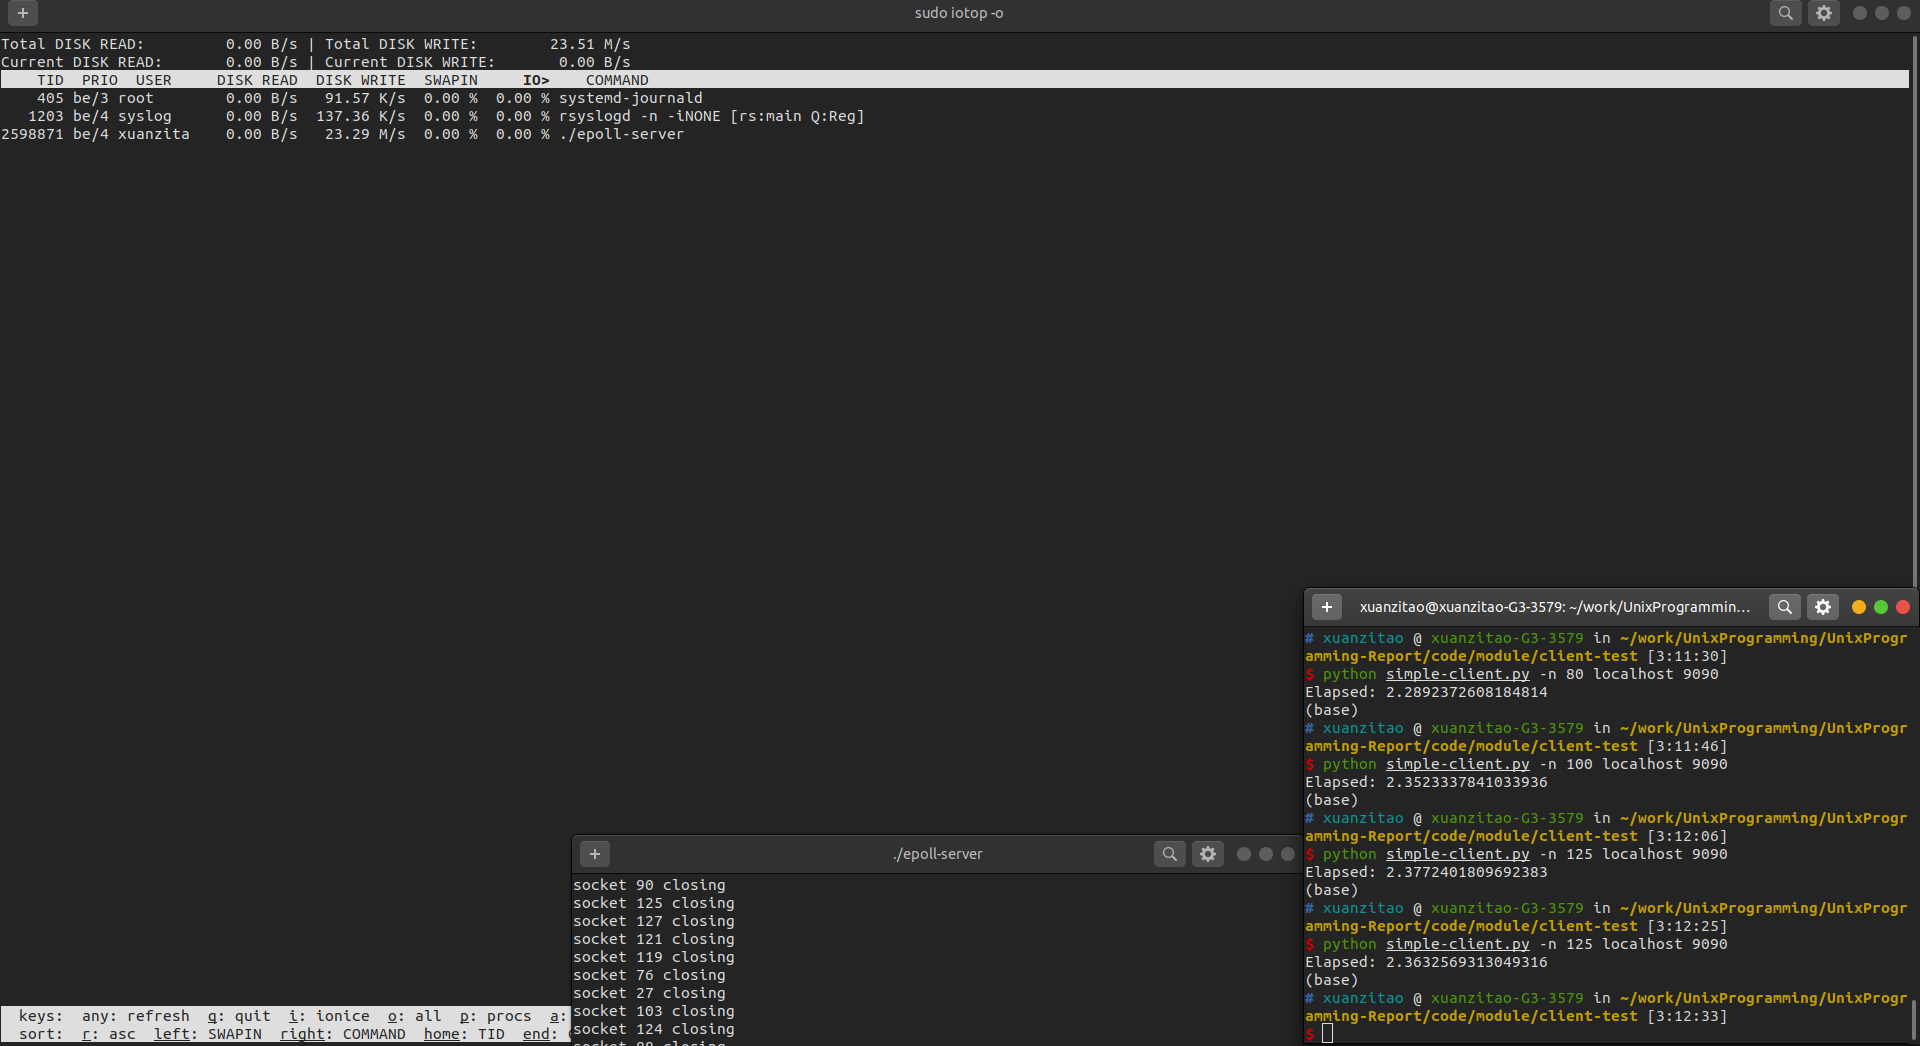 sudo iotop -o
Total DISK READ:         0.00 B/s | Total DISK WRITE:        23.51 M/s
Current DISK READ:       0.00 B/s | Current DISK WRITE:       0.00 B/s
TID  PRIO  USER     DISK READ  DISK WRITE  SWAPIN     IO>    COMMAND
405 be/3 root        0.00 B/s   91.57 K/s  0.00 %  0.00 % systemd-journald
1203 be/4 syslog      0.00 B/s  137.36 K/s  0.00 %  0.00 % rsyslogd -n -iNONE [rs:main Q:Reg]
2598871 be/4 xuanzita    0.00 B/s   23.29 M/s  0.00 %  0.00 % ./epoll-server
keys:  any: refresh  q: quit  i: ionice  o: all  p: procs  a:
sort:  r: asc  left: SWAPIN  right: COMMAND  home: TID  end:
./epoll-server
socket 90 closing
socket 125 closing
socket 127 closing
socket 121 closing
socket 119 closing
socket 76 closing
socket 27 closing
socket 103 closing
socket 124 closing
socket 88 closing
xuanzitao@xuanzitao-G3-3579: ~/work/UnixProgrammin...
# xuanzitao @ xuanzitao-G3-3579 in ~/work/UnixProgramming/UnixProgr
amming-Report/code/module/client-test [3:11:30]
$ python simple-client.py -n 80 localhost 9090
Elapsed: 2.2892372608184814
(base)
# xuanzitao @ xuanzitao-G3-3579 in ~/work/UnixProgramming/UnixProgr
amming-Report/code/module/client-test [3:11:46]
$ python simple-client.py -n 100 localhost 9090
Elapsed: 2.3523337841033936
(base)
# xuanzitao @ xuanzitao-G3-3579 in ~/work/UnixProgramming/UnixProgr
amming-Report/code/module/client-test [3:12:06]
$ python simple-client.py -n 125 localhost 9090
Elapsed: 2.3772401809692383
(base)
# xuanzitao @ xuanzitao-G3-3579 in ~/work/UnixProgramming/UnixProgr
amming-Report/code/module/client-test [3:12:25]
$ python simple-client.py -n 125 localhost 9090
Elapsed: 2.3632569313049316
(base)
# xuanzitao @ xuanzitao-G3-3579 in ~/work/UnixProgramming/UnixProgr
amming-Report/code/module/client-test [3:12:33]
$